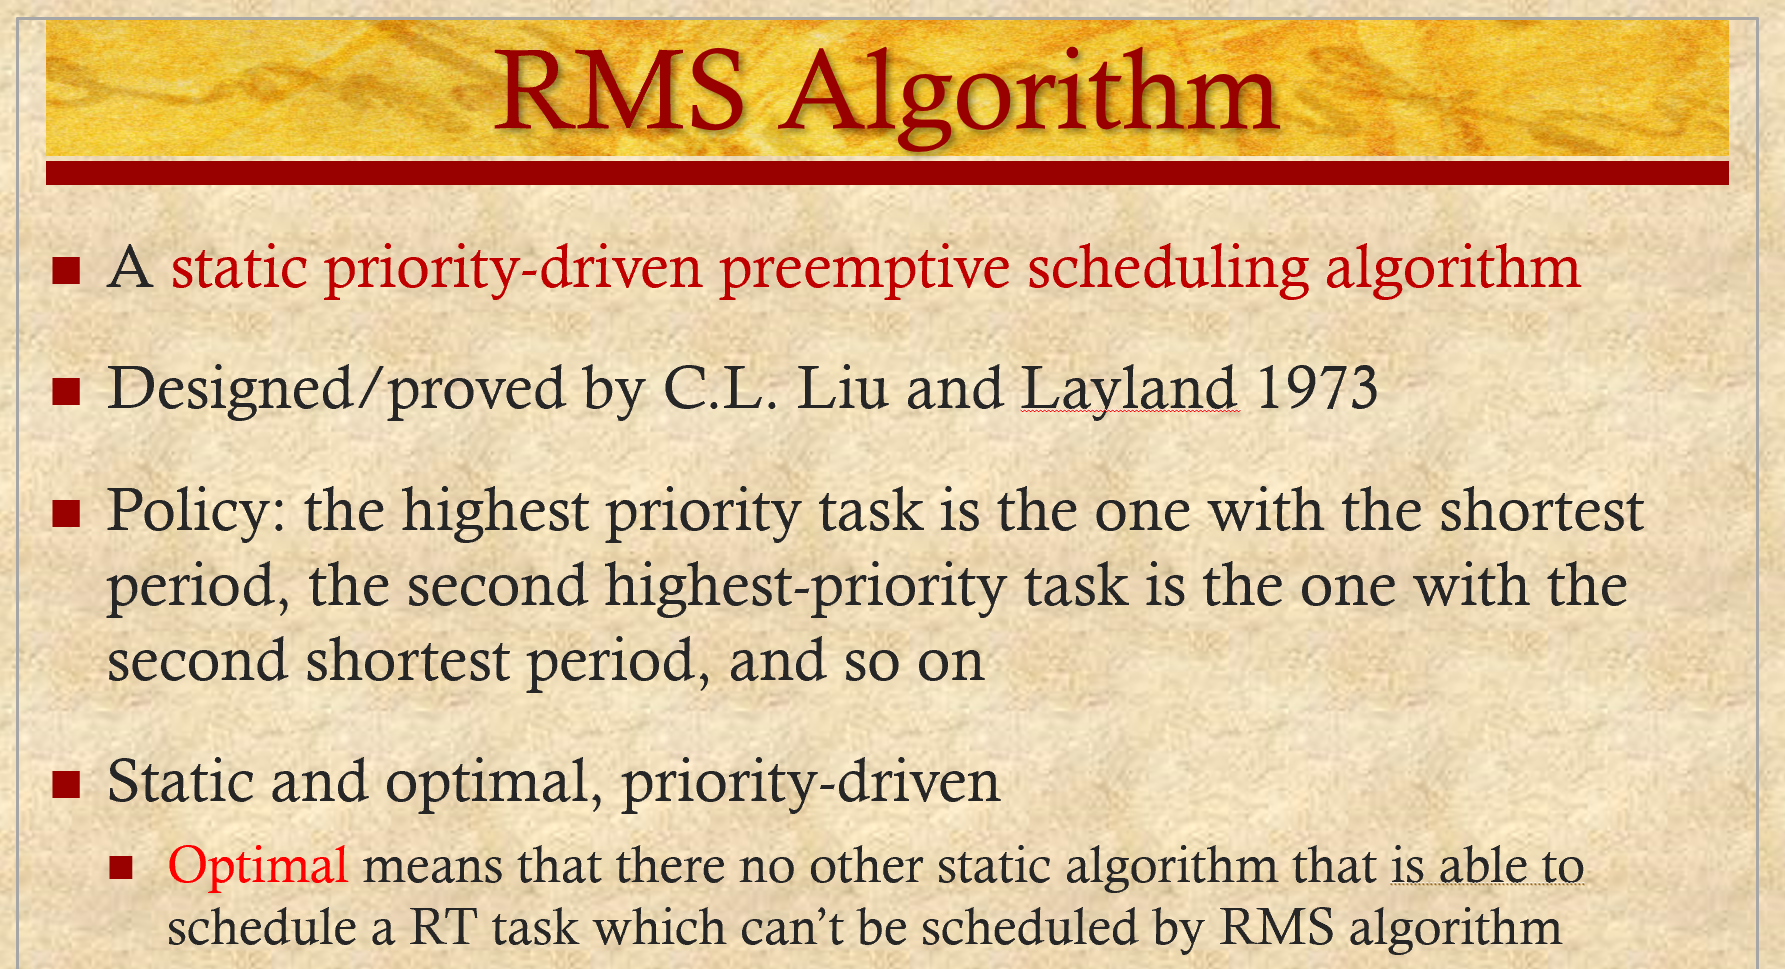 RMS Algorithm
A static priority-driven preemptive scheduling algorithm
Designed/proved by C.L. Liu and Layland 1973
Policy: the highest priority task is the one with the shortest
period, the second highest-priority task is the one with the
second shortest period, and so on
Static and optimal, priority-driven
Optimal means that there no other static algorithm that is able to
schedule a RT task which can’t be scheduled by RMS algorithm